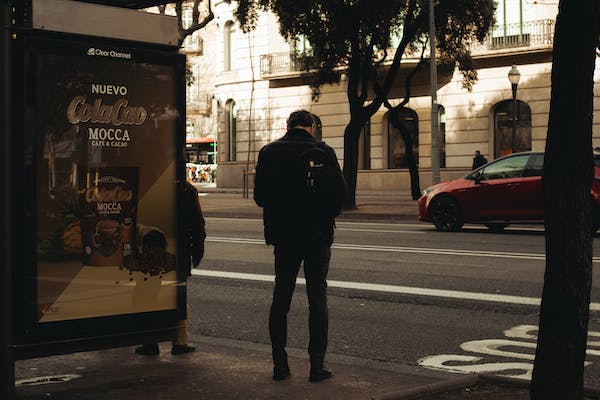 Clear Channel
NUEVO
ColaCao
MOCCA
CAFÉ & CACAO
ColaCao
MOCCA